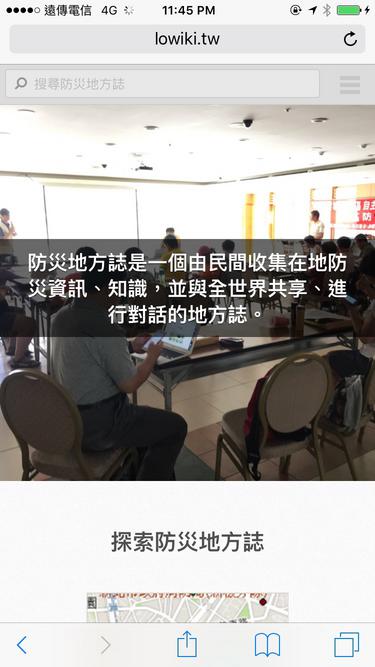 遠傳電信 4G 11:45 PM
lowiki.tw
搜尋防災地方誌
防災地方誌是一個由民間收集在地防
災資訊、知識，並與全世界共享、進
行對話的地方誌。
探索防災地方誌